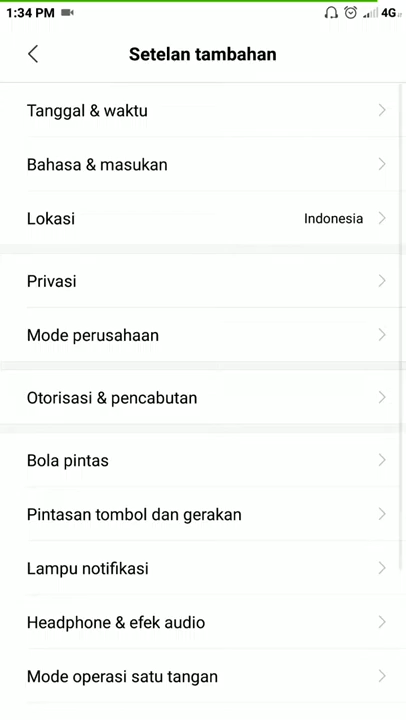 1:34 PM 4G
Setelan tambahan
Tanggal & waktu
Bahasa & masukan
Lokasi Indonesia
Privasi
Mode perusahaan
Otorisasi & pencabutan
Bola pintas
Pintasan tombol dan gerakan
Lampu notifikasi
Headphone & efek audio
Mode operasi satu tangan